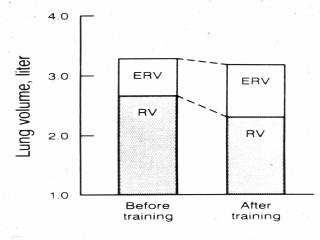 Lung volume, liter
4.0
3.0
2.0
1.0
ERV
RV
ERV
RV
Before
training
After
training